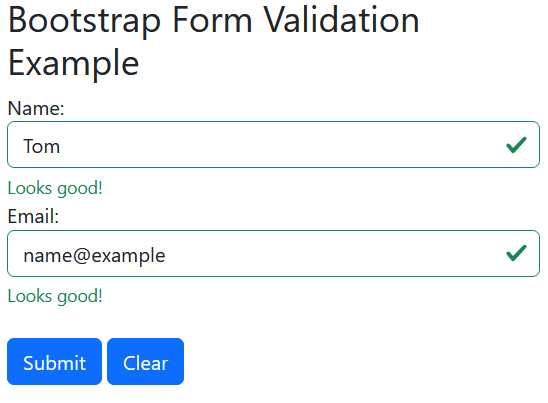 Bootstrap Form Validation
Example
Name:
Tom
Looks good!
Email:
name@example
Looks good!
Submit Clear